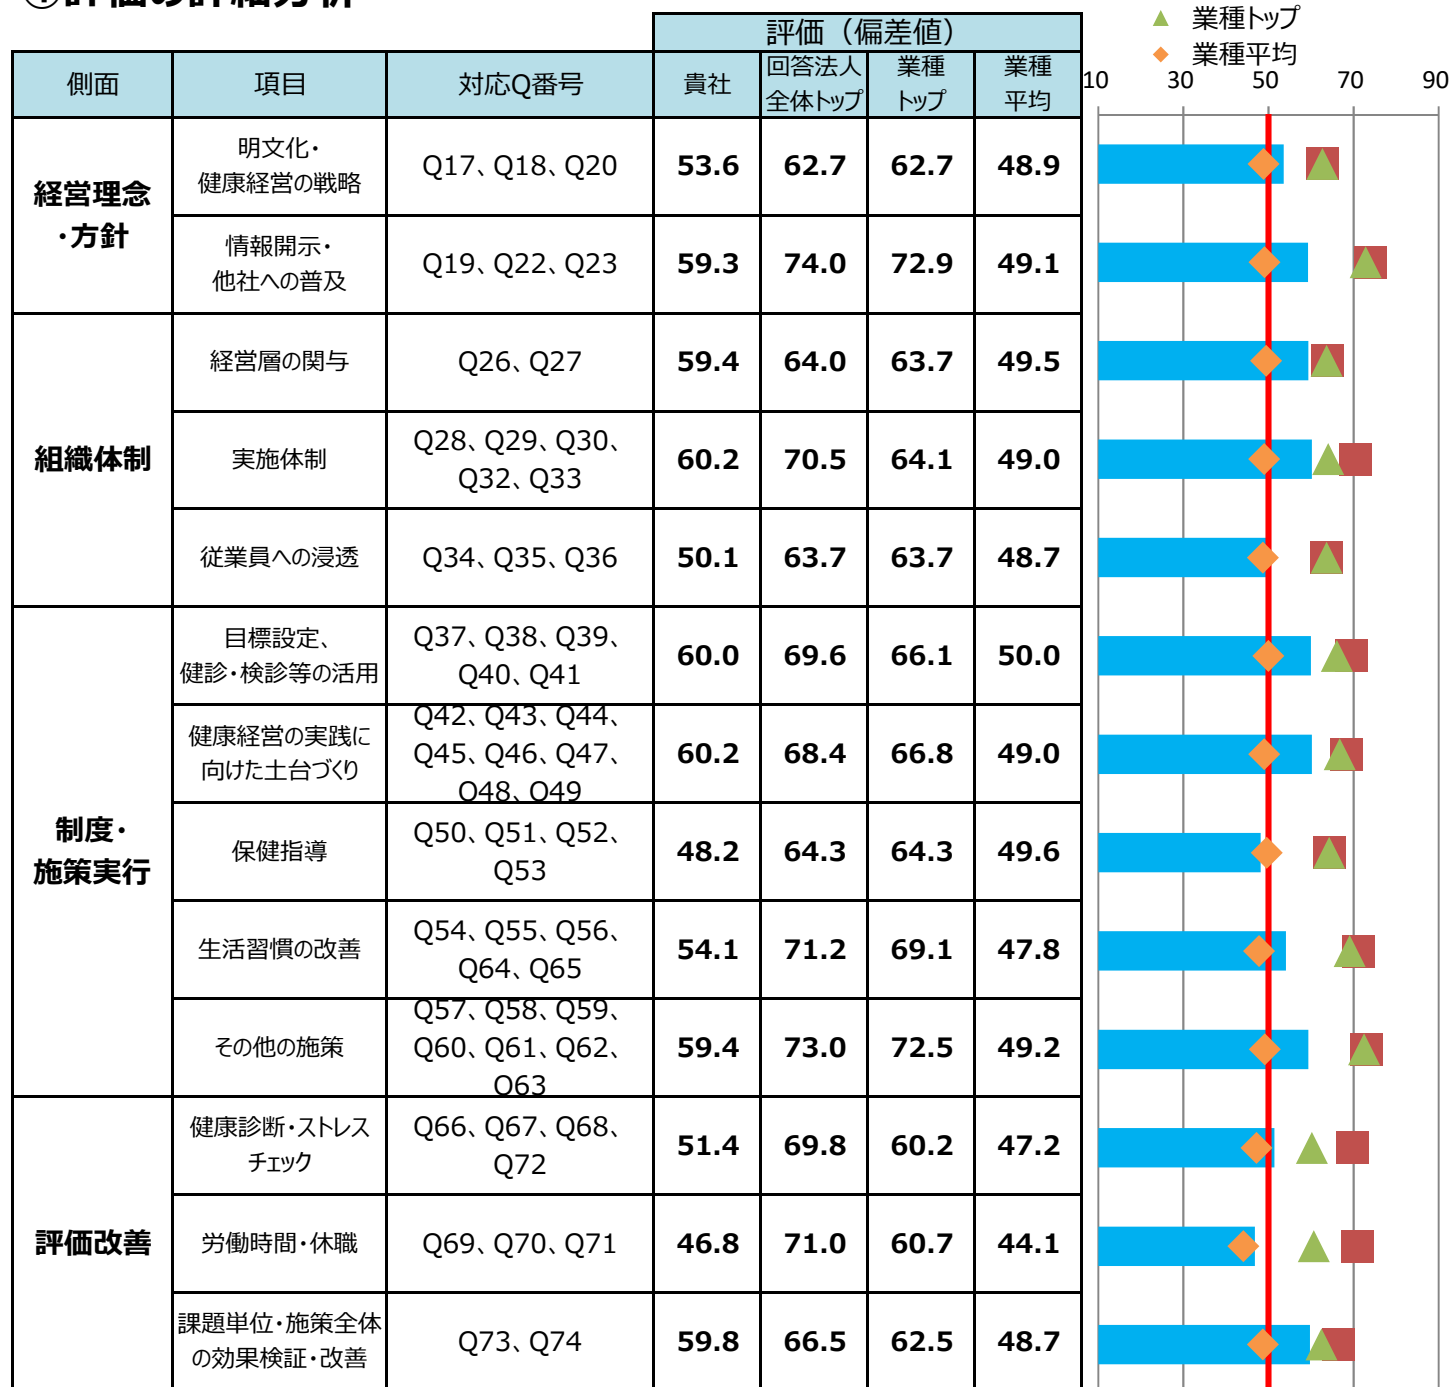 ①評価の詳細分析
業種トップ
業種平均
評価（偏差値）
側面 項目 対応Q番号 貴社 回答法人全体トップ 業種トップ 業種平均
10 30 50 70 90
経営理念・方針
明文化・健康経営の戦略 Q17、Q18、Q20 53.6 62.7 62.7 48.9
情報開示・他社への普及 Q19、Q22、Q23 59.3 74.0 72.9 49.1
組織体制
経営層の関与 Q26、Q27 59.4 64.0 63.7 49.5
実施体制 Q28、Q29、Q30、Q32、Q33 60.2 70.5 64.1 49.0
従業員への浸透 Q34、Q35、Q36 50.1 63.7 63.7 48.7
制度・施策実行
目標設定、健診・検診等の活用 Q37、Q38、Q39、Q40、Q41 60.0 69.6 66.1 50.0
健康経営の実践に向けた土台づくり Q42、Q43、Q44、Q45、Q46、Q47、Q48、Q49 60.2 68.4 66.8 49.0
保健指導 Q50、Q51、Q52、Q53 48.2 64.3 64.3 49.6
生活習慣の改善 Q54、Q55、Q56、Q64、Q65 54.1 71.2 69.1 47.8
その他の施策 Q57、Q58、Q59、Q60、Q61、Q62、Q63 59.4 73.0 72.5 49.2
評価改善
健康診断・ストレスチェック Q66、Q67、Q68、Q72 51.4 69.8 60.2 47.2
労働時間・休職 Q69、Q70、Q71 46.8 71.0 60.7 44.1
課題単位・施策全体の効果検証・改善 Q73、Q74 59.8 66.5 62.5 48.7